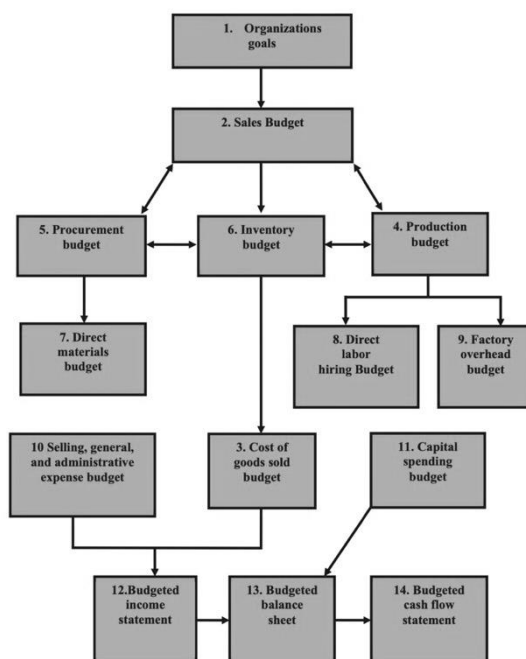 1. Organizations
goals
2. Sales Budget
5. Procurement
budget
6. Inventory
budget
4. Production
budget
7. Direct
materials
budget
8. Direct
labor
hiring Budget
9. Factory
overhead
budget
10 Selling, general,
and administrative
expense budget
3. Cost of
goods sold
budget
11. Capital
spending
budget
12.Budgeted
income
statement
13. Budgeted
balance
sheet
14. Budgeted
cash flow
statement